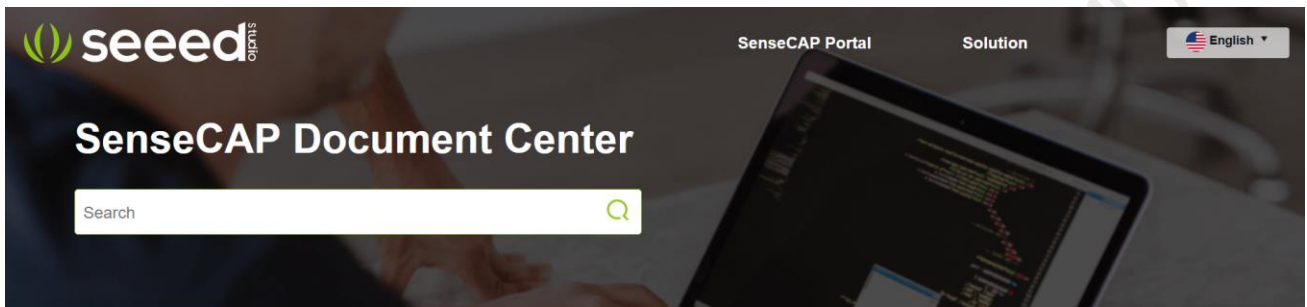 seeed studio
SenseCAP Portal
Solution
English
SenseCAP Document Center
Search